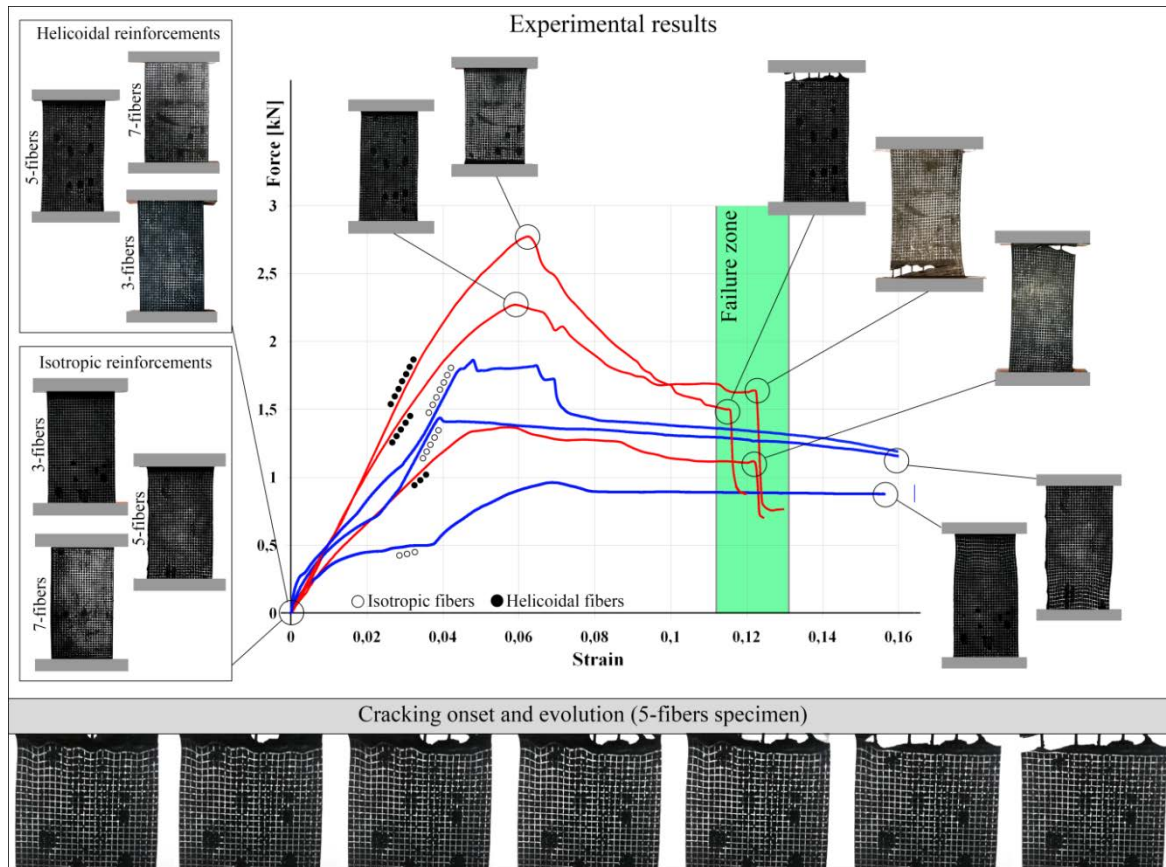 Experimental results
Helicoidal reinforcements
5-fibers
7-fibers
3-fibers
Isotropic reinforcements
3-fibers
5-fibers
7-fibers
Force [kN]
3
2.5
2
1.5
1
0,5
0
0
0,02
0,04
0,06
0,08
0,1
0,12
0,14
0,16
Strain
Failure zone
Isotropic fibers
Helicoidal fibers
Cracking onset and evolution (5-fibers specimen)